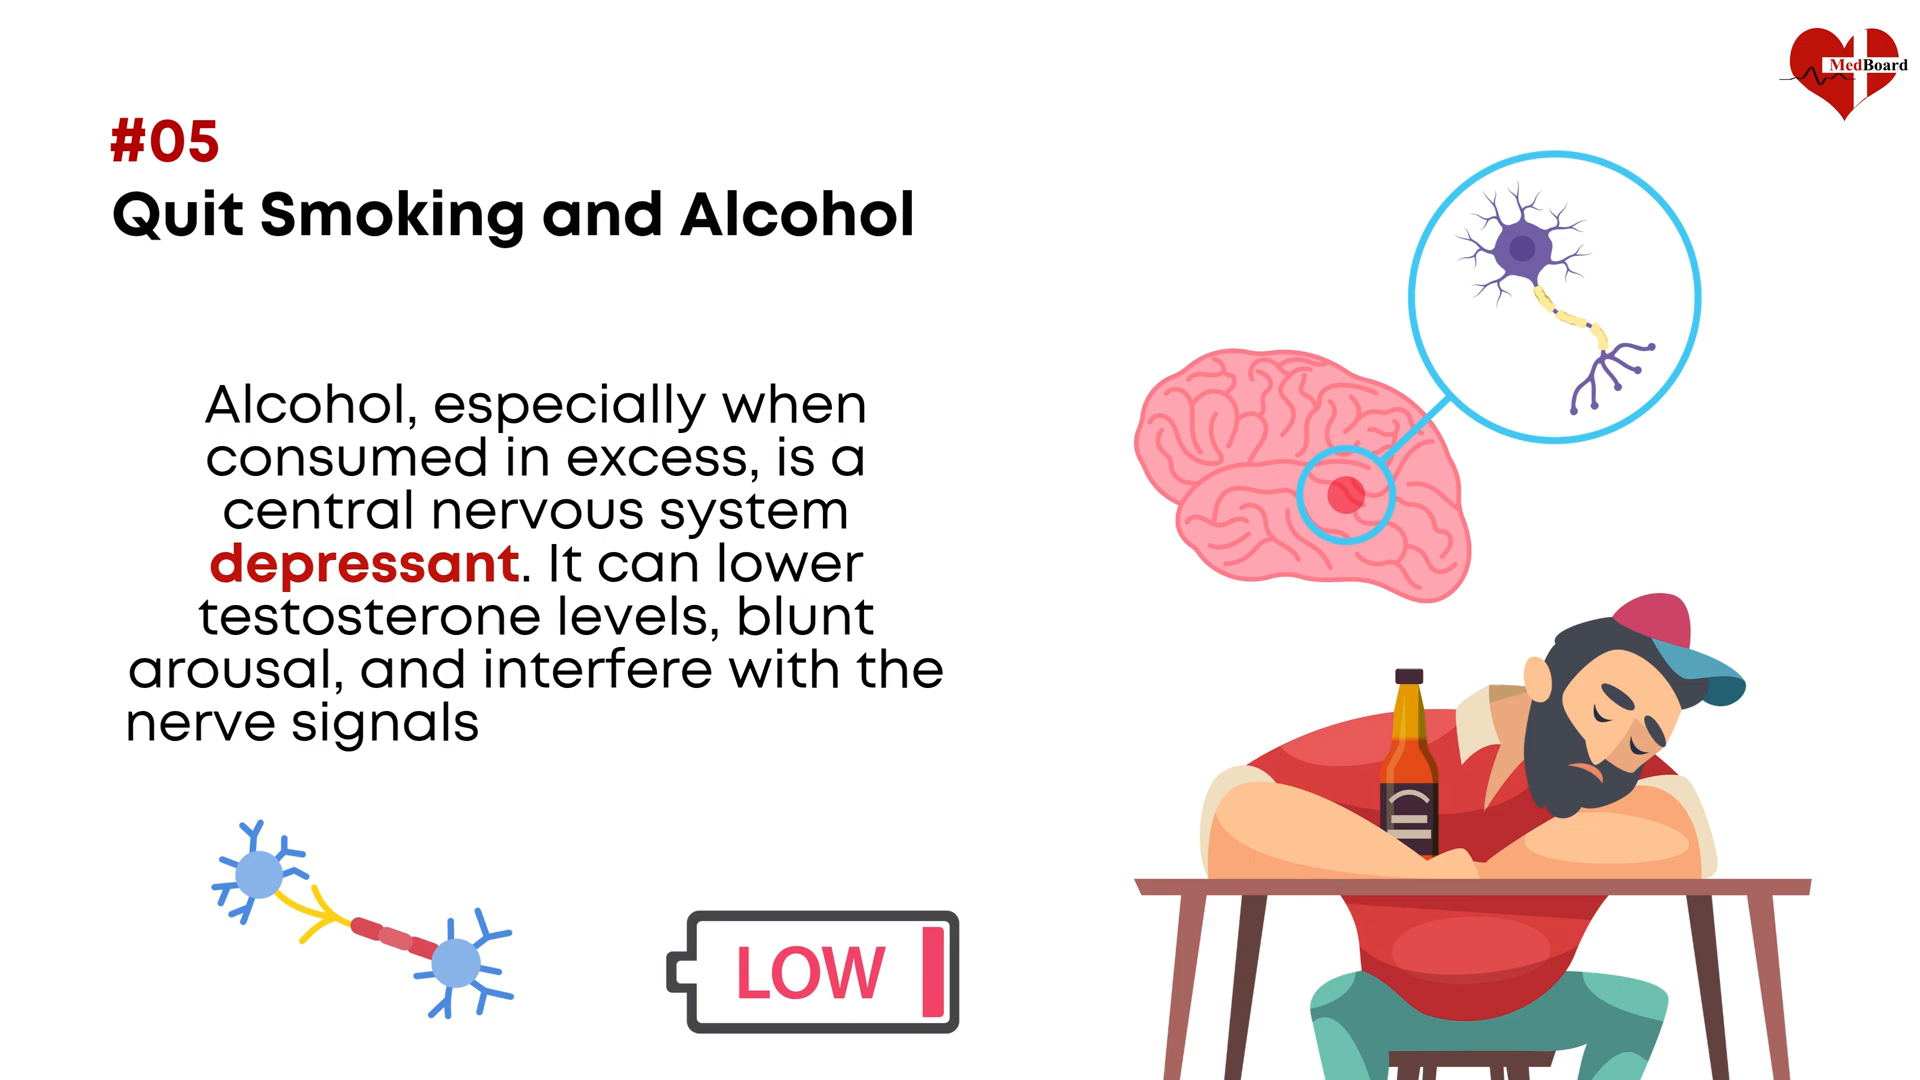 MedBoard
#05
Quit Smoking and Alcohol
Alcohol, especially when
consumed in excess, is a
central nervous system
depressant. It can lower
testosterone levels, blunt
arousal, and interfere with the
nerve signals
LOW